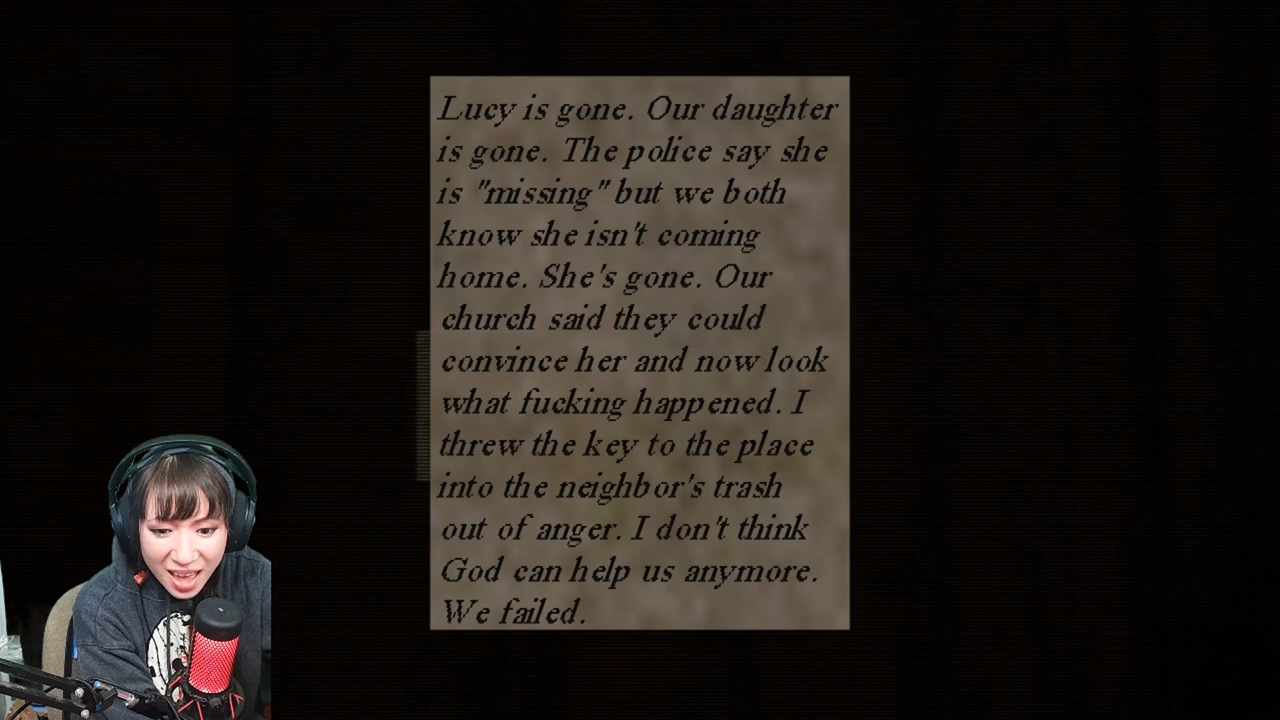 Lucy is gone. Our daughter
is gone. The police say she
is "missing" but we both
know she isn't coming
home. She's gone. Our
church said they could
convince her and now look
what fucking happened. I
threw the key to the place
into the neighbor's trash
out of anger. I don't think
God can help us anymore.
We failed.